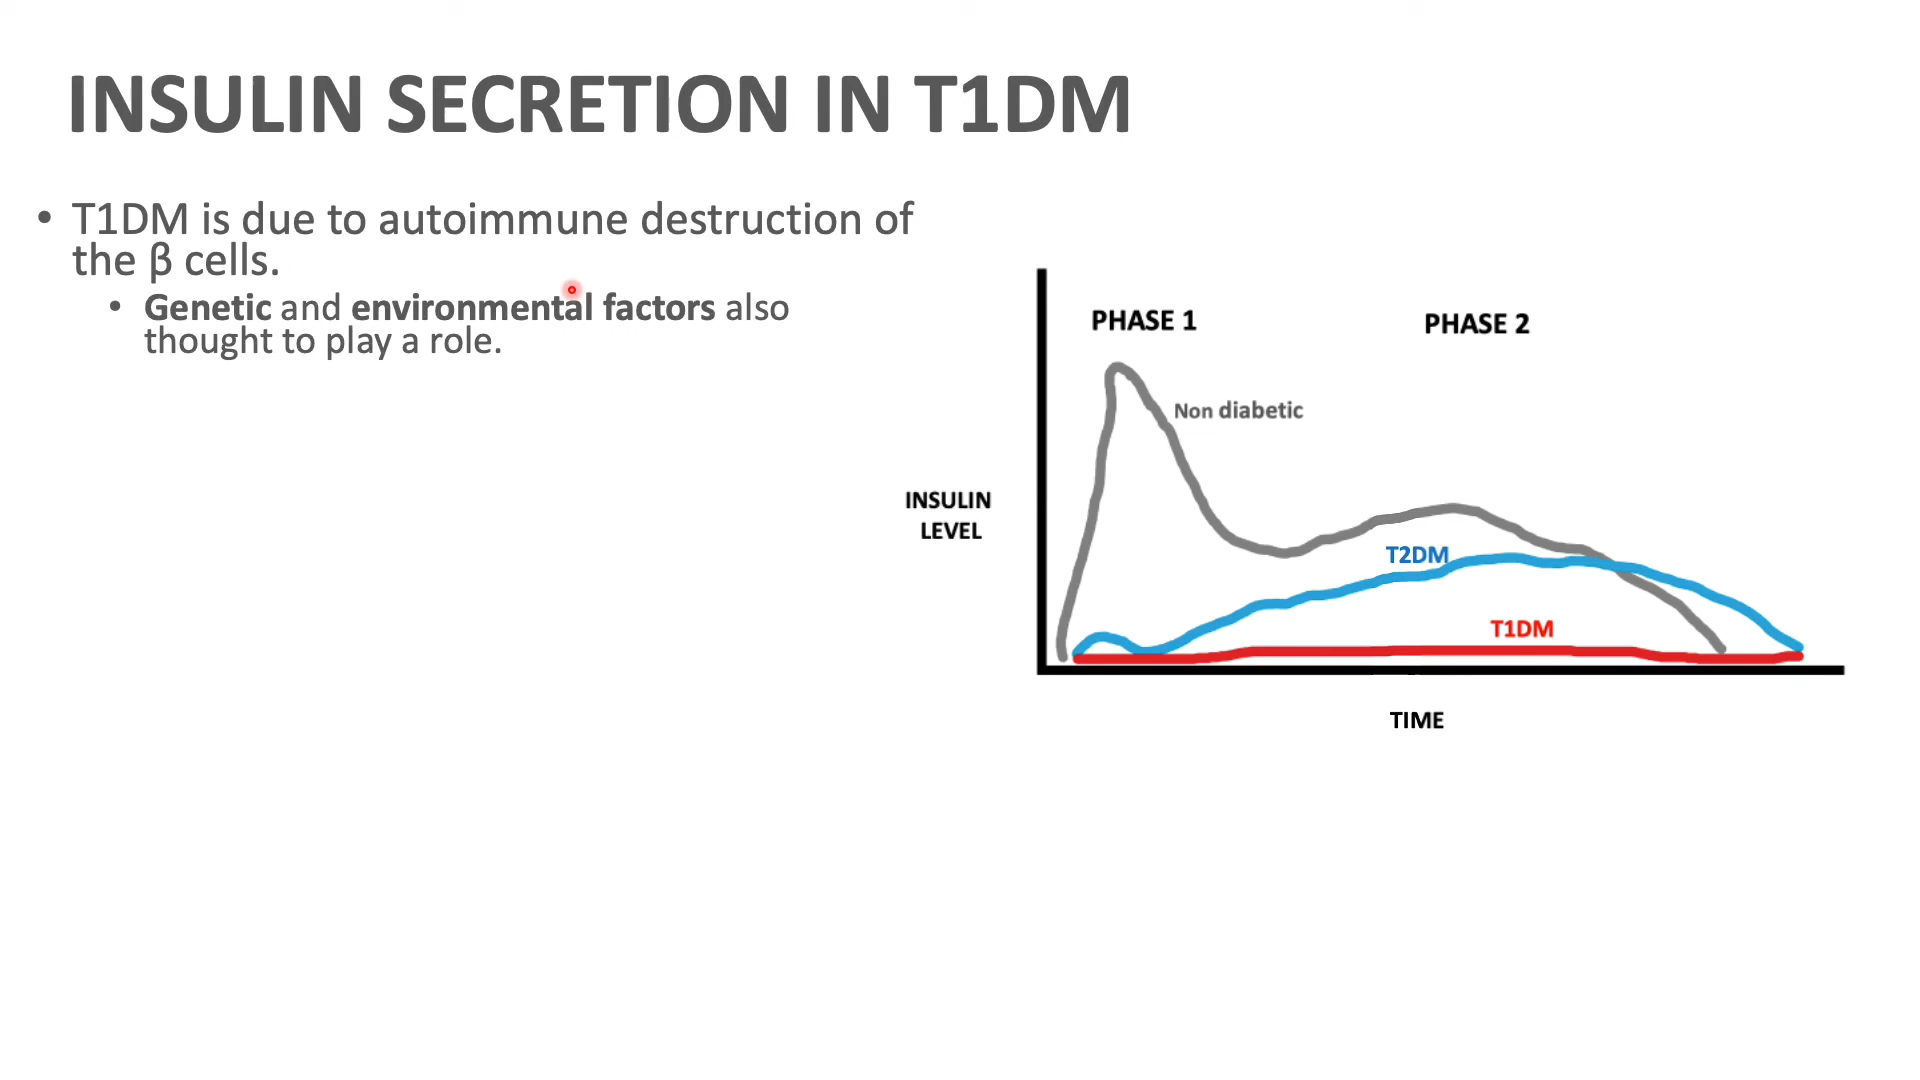 INSULIN SECRETION IN T1DM
• T1DM is due to autoimmune destruction of
the β cells.
• Genetic and environmental factors also
thought to play a role.
PHASE 1
PHASE 2
Non diabetic
INSULIN
LEVEL
T2DM
T1DM
TIME